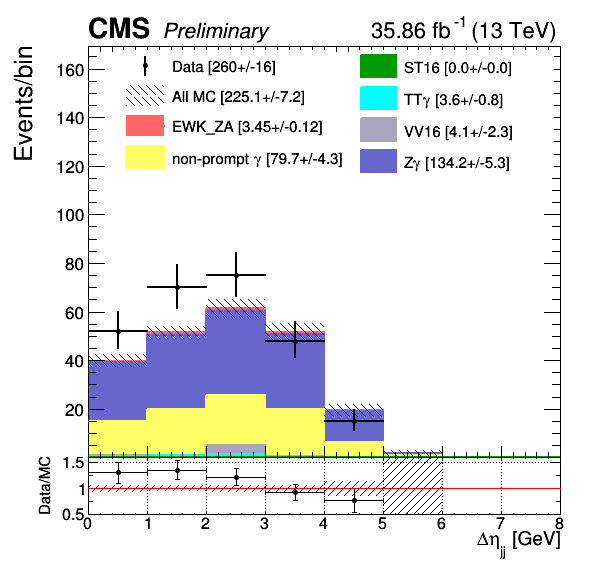 CMS Preliminary 35.86 fb⁻¹ (13 TeV)
Events/bin
160
140
120
100
80
60
40
20
Data [260+/-16]
All MC [225.1+/-7.2]
EWK_ZA [3.45+/-0.12]
non-prompt γ [79.7+/-4.3]
ST16 [0.0+/-0.0]
TTγ [3.6+/-0.8]
VV16 [4.1+/-2.3]
Zγ [134.2+/-5.3]
Data/MC
1.5
1
0.5
0 1 2 3 4 5 6 7 8
Δη_jj [GeV]